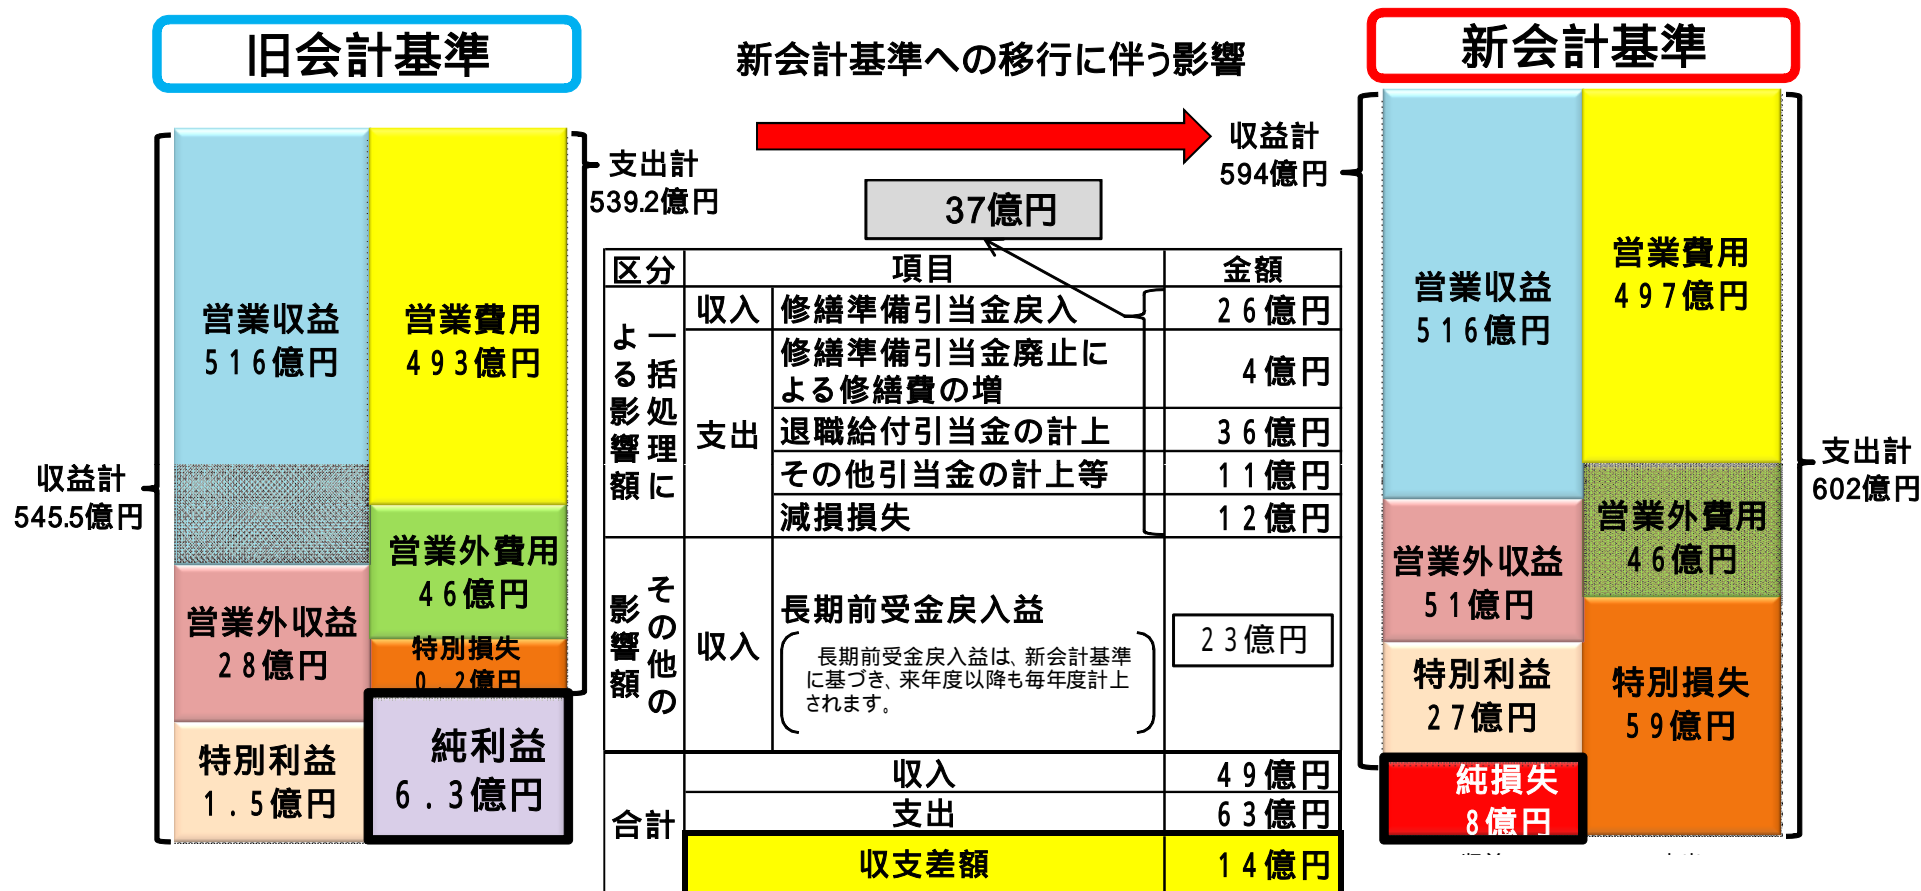 旧会計基準
新会計基準への移行に伴う影響
新会計基準
収益計
545.5億円
営業収益
516億円
営業外収益
28億円
特別利益
1.5億円
営業費用
493億円
営業外費用
46億円
特別損失
0.2億円
純利益
6.3億円
支出計
539.2億円
37億円
区分 項目 金額
一括処理による影響額
収入 修繕準備引当金戻入 26億円
支出
修繕準備引当金廃止に
よる修繕費の増 4億円
退職給付引当金の計上 36億円
その他引当金の計上等 11億円
減損損失 12億円
その他の影響額
収入
長期前受金戻入益 23億円
長期前受金戻入益は、新会計基準
に基づき、来年度以降も毎年度計上
されます。
合計
収入 49億円
支出 63億円
収支差額 14億円
収益計
594億円
営業収益
516億円
営業外収益
51億円
特別利益
27億円
純損失
8億円
営業費用
497億円
営業外費用
46億円
特別損失
59億円
支出計
602億円